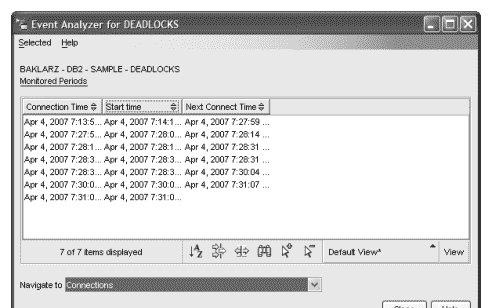 Event Analyzer for DEADLOCKS
Selected Help
BAKLARZ - DB2 - SAMPLE - DEADLOCKS
Monitored Periods
Connection Time Start time Next Connect Time
Apr 4, 2007 7:13:5... Apr 4, 2007 7:14:1... Apr 4, 2007 7:27:59 ...
Apr 4, 2007 7:27:5... Apr 4, 2007 7:28:0... Apr 4, 2007 7:28:14 ...
Apr 4, 2007 7:28:1... Apr 4, 2007 7:28:1... Apr 4, 2007 7:28:31 ...
Apr 4, 2007 7:28:3... Apr 4, 2007 7:28:3... Apr 4, 2007 7:28:31 ...
Apr 4, 2007 7:28:3... Apr 4, 2007 7:28:3... Apr 4, 2007 7:30:04 ...
Apr 4, 2007 7:30:0... Apr 4, 2007 7:30:0... Apr 4, 2007 7:31:07 ...
Apr 4, 2007 7:31:0... Apr 4, 2007 7:31:0...
7 of 7 items displayed Default View* View
Navigate to Connections